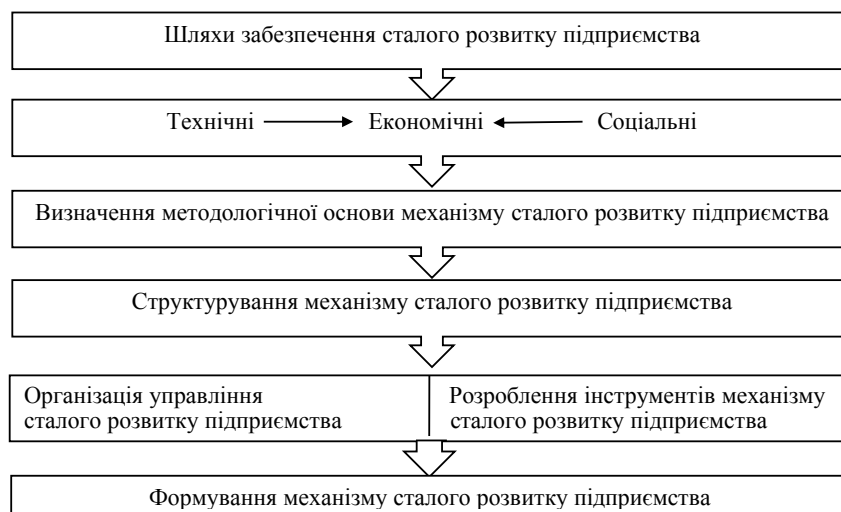 Шляхи забезпечення сталого розвитку підприємства
Технічні Економічні Соціальні
Визначення методологічної основи механізму сталого розвитку підприємства
Структурування механізму сталого розвитку підприємства
Організація управління
сталого розвитку підприємства
Розроблення інструментів механізму
сталого розвитку підприємства
Формування механізму сталого розвитку підприємства